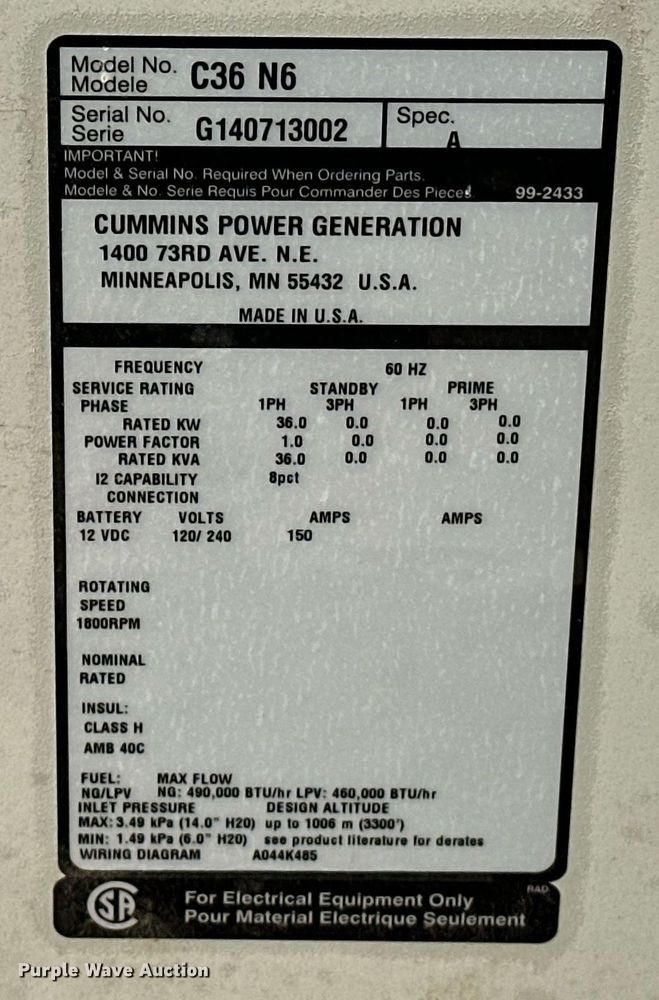 Model No. C36 N6
Modele
Serial No. G140713002 Spec.
Serie A
IMPORTANT!
Model & Serial No. Required When Ordering Parts.
Modele & No. Serie Requis Pour Commander Des Pieces. 99-2433
CUMMINS POWER GENERATION
1400 73RD AVE. N.E.
MINNEAPOLIS, MN 55432 U.S.A.
MADE IN U.S.A.
FREQUENCY 60 HZ
SERVICE RATING STANDBY PRIME
PHASE 1PH 3PH 1PH 3PH
RATED KW 36.0 0.0 0.0 0.0
POWER FACTOR 1.0 0.0 0.0 0.0
RATED KVA 36.0 0.0 0.0 0.0
I2 CAPABILITY 8pct
CONNECTION
BATTERY VOLTS AMPS AMPS
12 VDC 120/ 240 150
ROTATING
SPEED
1800RPM
NOMINAL
RATED
INSUL:
CLASS H
AMB 40C
FUEL: MAX FLOW
NG/LPV NG: 490,000 BTU/hr LPV: 460,000 BTU/hr
INLET PRESSURE DESIGN ALTITUDE
MAX: 3.49 kPa (14.0" H20) up to 1006 m (3300')
MIN: 1.49 kPa (6.0" H20) see product literature for derates
WIRING DIAGRAM A044K485
RAD
CSA For Electrical Equipment Only
Pour Material Electrique Seulement
Purple Wave Auction